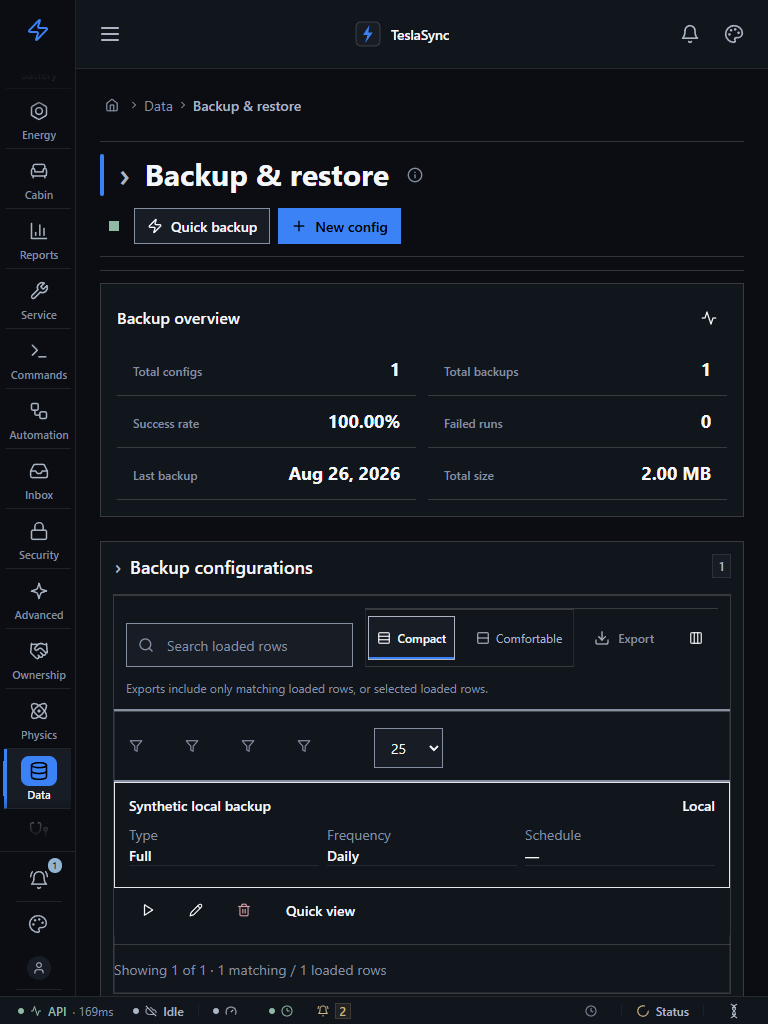 TeslaSync
Battery
Energy
Cabin
Reports
Service
Commands
Automation
Inbox
Security
Advanced
Ownership
Physics
Data
1
Data
Backup & restore
Backup & restore
Quick backup
New config
Backup overview
Total configs 1
Total backups 1
Success rate 100.00%
Failed runs 0
Last backup Aug 26, 2026
Total size 2.00 MB
Backup configurations 1
Search loaded rows
Compact
Comfortable
Export
Exports include only matching loaded rows, or selected loaded rows.
25
Synthetic local backup Local
Type Frequency Schedule
Full Daily —
Quick view
Showing 1 of 1 · 1 matching / 1 loaded rows
API · 169ms Idle 2 Status